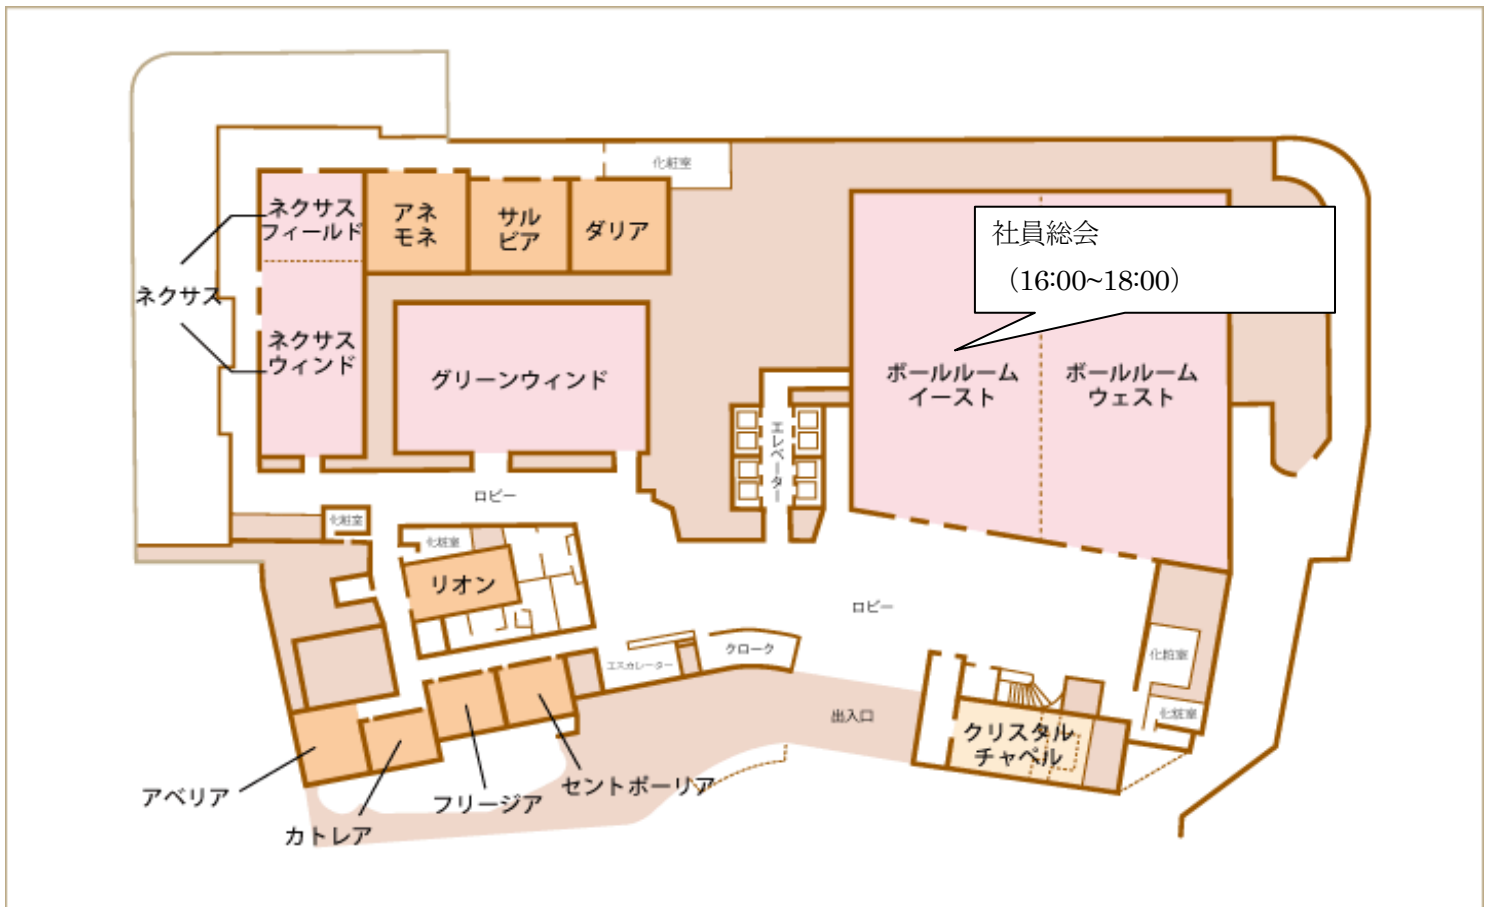 化粧室
ネクサス
フィールド
アネ
モネ
サル
ビア
ダリア
社員総会
（16:00~18:00）
ネクサス
ネクサス
ウィンド
グリーンウィンド
エレベーター
ボールルーム
イースト
ボールルーム
ウェスト
ロビー
化粧室
化粧室
リオン
ロビー
クローク
エスカレーター
化粧室
出入口
化粧室
クリスタル
チャペル
アベリア
カトレア
フリージア
セントポーリア